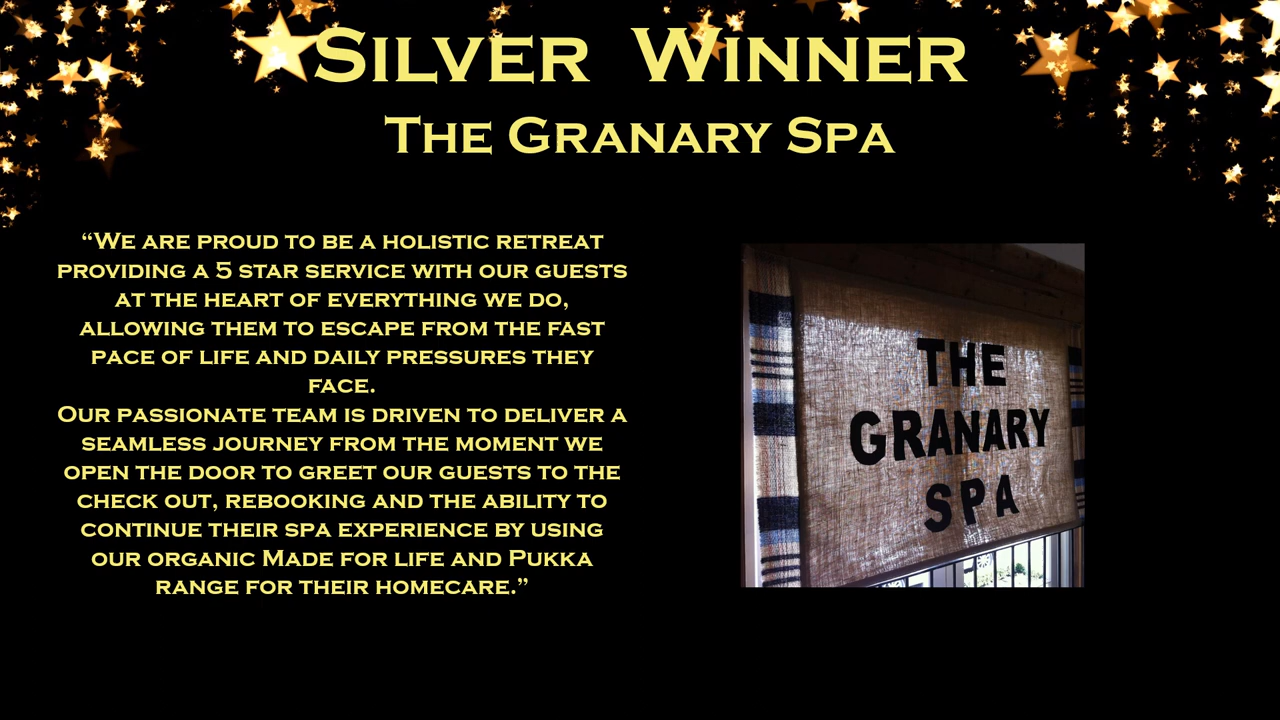 Silver Winner
The Granary Spa
“We are proud to be a holistic retreat
providing a 5 star service with our guests
at the heart of everything we do,
allowing them to escape from the fast
pace of life and daily pressures they
face.
Our passionate team is driven to deliver a
seamless journey from the moment we
open the door to greet our guests to the
check out, rebooking and the ability to
continue their spa experience by using
our organic Made for life and Pukka
range for their homecare.”
THE
GRANARY
SPA